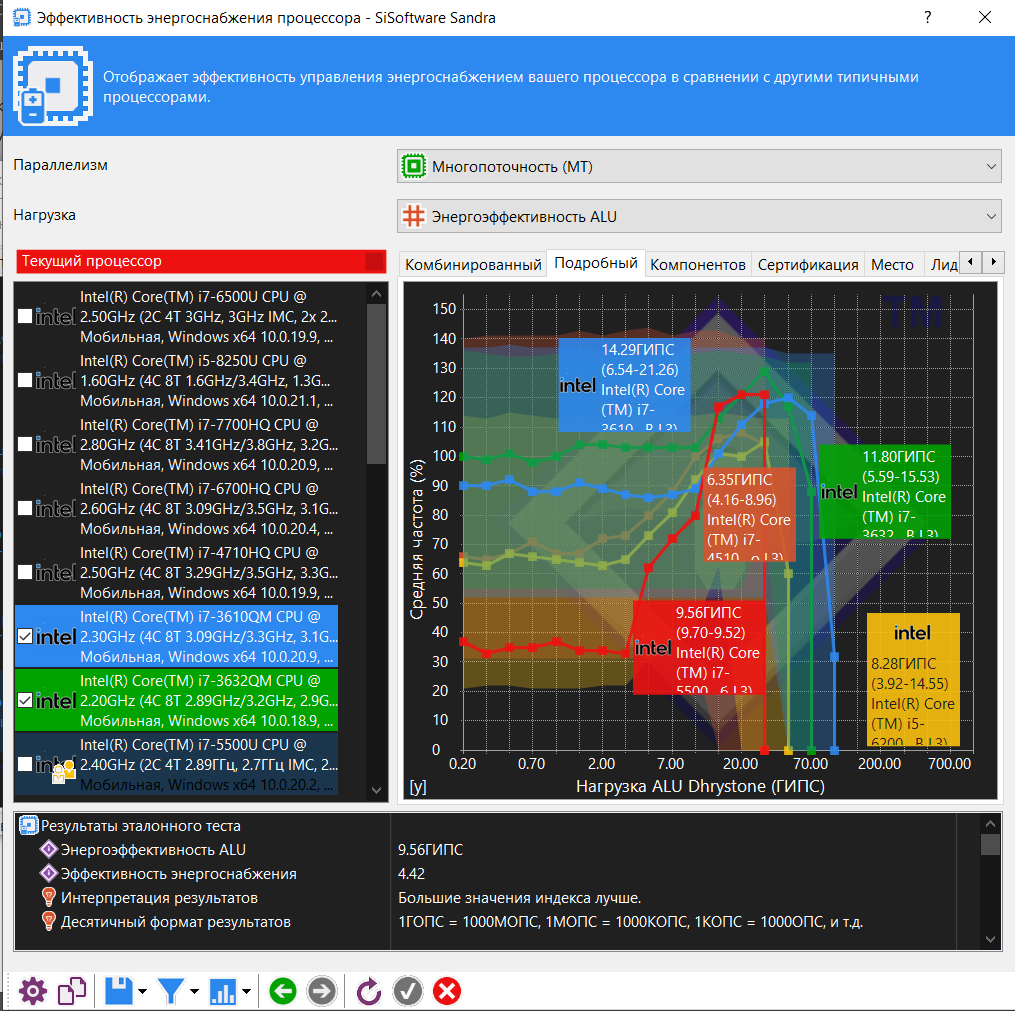 Эффективность энергоснабжения процессора - SiSoftware Sandra
?
Отображает эффективность управления энергоснабжением вашего процессора в сравнении с другими типичными
процессорами.
Параллелизм
Многопоточность (МТ)
Нагрузка
Энергоэффективность ALU
Текущий процессор
Комбинированный
Подробный
Компонентов
Сертификация
Место
Лид
Intel(R) Core(TM) i7-6500U CPU @
intel 2.50GHz (2C 4T 3GHz, 3GHz IMC, 2x 2...
Мобильная, Windows x64 10.0.19.9, ...
Intel(R) Core(TM) i5-8250U CPU @
intel 1.60GHz (4C 8T 1.6GHz/3.4GHz, 1.3G...
Мобильная, Windows x64 10.0.21.1, ...
Intel(R) Core(TM) i7-7700HQ CPU @
intel 2.80GHz (4C 8T 3.41GHz/3.8GHz, 3.2G...
Мобильная, Windows x64 10.0.20.9, ...
Intel(R) Core(TM) i7-6700HQ CPU @
intel 2.60GHz (4C 8T 3.09GHz/3.5GHz, 3.1G...
Мобильная, Windows x64 10.0.20.4, ...
Intel(R) Core(TM) i7-4710HQ CPU @
intel 2.50GHz (4C 8T 3.29GHz/3.5GHz, 3.3G...
Мобильная, Windows x64 10.0.19.9, ...
Intel(R) Core(TM) i7-3610QM CPU @
intel 2.30GHz (4C 8T 3.09GHz/3.3GHz, 3.1G...
Мобильная, Windows x64 10.0.20.9, ...
Intel(R) Core(TM) i7-3632QM CPU @
intel 2.20GHz (4C 8T 2.89GHz/3.2GHz, 2.9G...
Мобильная, Windows x64 10.0.18.9, ...
Intel(R) Core(TM) i7-5500U CPU @
intel 2.40GHz (2C 4T 2.89ГГц, 2.7ГГц IMC, 2...
Мобильная, Windows x64 10.0.20.2, ...
TM
Средняя частота (%)
150
140
130
120
110
100
90
80
70
60
50
40
30
20
10
0
14.29ГИПС
(6.54-21.26)
intel Intel(R) Core
(TM) i7-
6.35ГИПС
(4.16-8.96)
Intel(R) Core
(TM) i7-
11.80ГИПС
(5.59-15.53)
intel Intel(R) Core
(TM) i7-
9.56ГИПС
(9.70-9.52)
intel Intel(R) Core
(TM) i7-
intel
8.28ГИПС
(3.92-14.55)
Intel(R) Core
(TM) i5-
0.20
0.70
2.00
7.00
20.00
70.00
200.00
700.00
[y]
Нагрузка ALU Dhrystone (ГИПС)
Результаты эталонного теста
Энергоэффективность ALU
9.56ГИПС
Эффективность энергоснабжения
4.42
Интерпретация результатов
Большие значения индекса лучше.
Десятичный формат результатов
1ГОПС = 1000МОПС, 1МОПС = 1000КОПС, 1КОПС = 1000ОПС, и т.д.